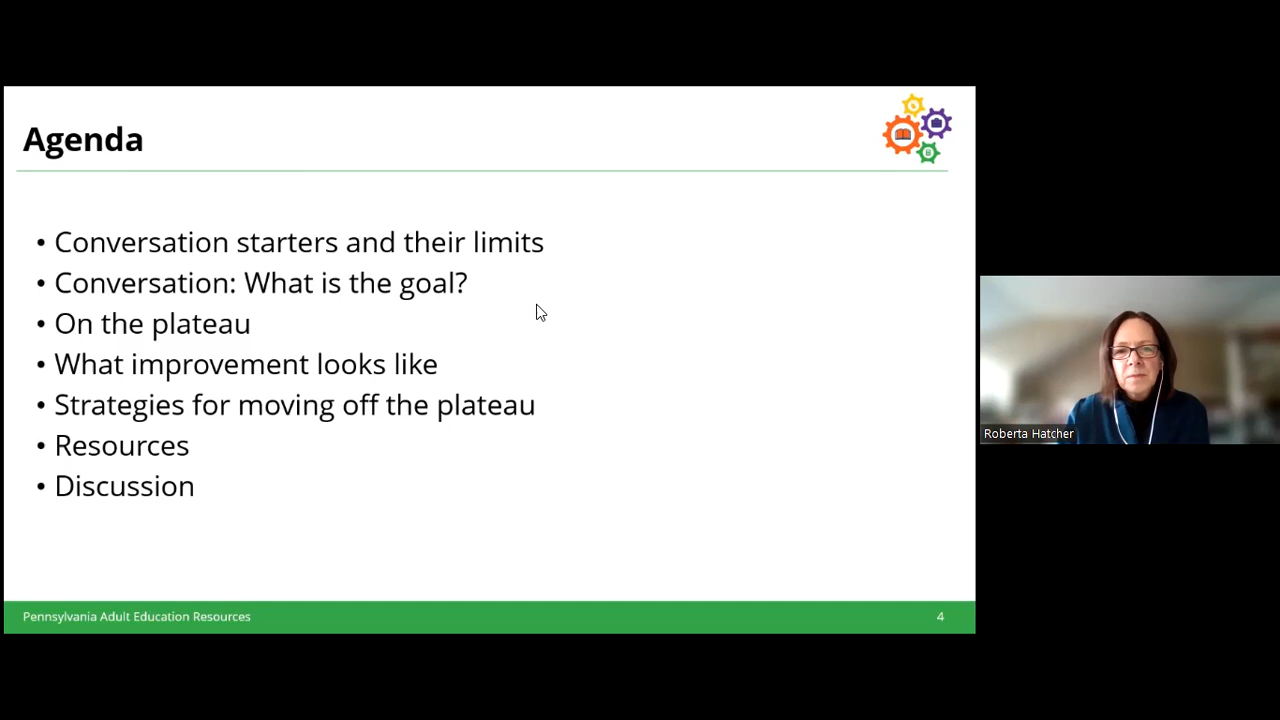 Agenda
• Conversation starters and their limits
• Conversation: What is the goal?
• On the plateau
• What improvement looks like
• Strategies for moving off the plateau
• Resources
• Discussion
Pennsylvania Adult Education Resources
4
Roberta Hatcher